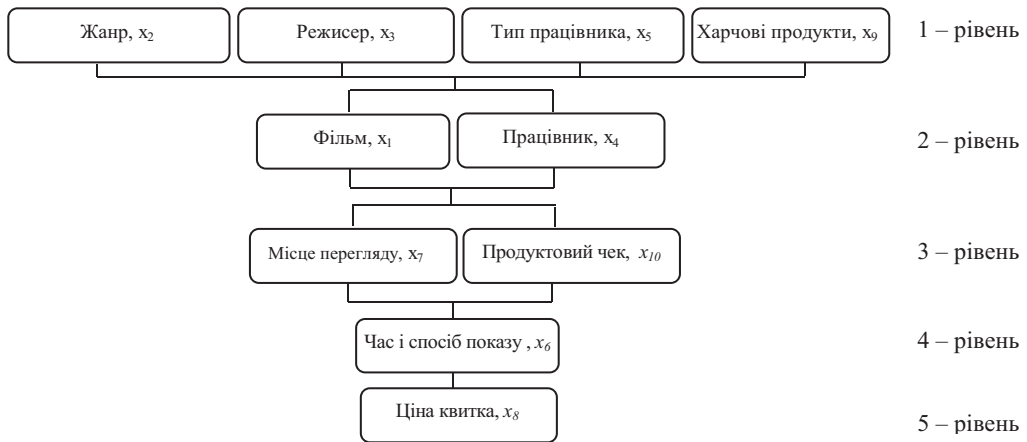 Жанр, x₂ Режисер, x₃ Тип працівника, x₅ Харчові продукти, x₉ 1 – рівень
Фільм, x₁ Працівник, x₄ 2 – рівень
Місце перегляду, x₇ Продуктовий чек, x₁₀ 3 – рівень
Час і спосіб показу , x₆ 4 – рівень
Ціна квитка, x₈
5 – рівень